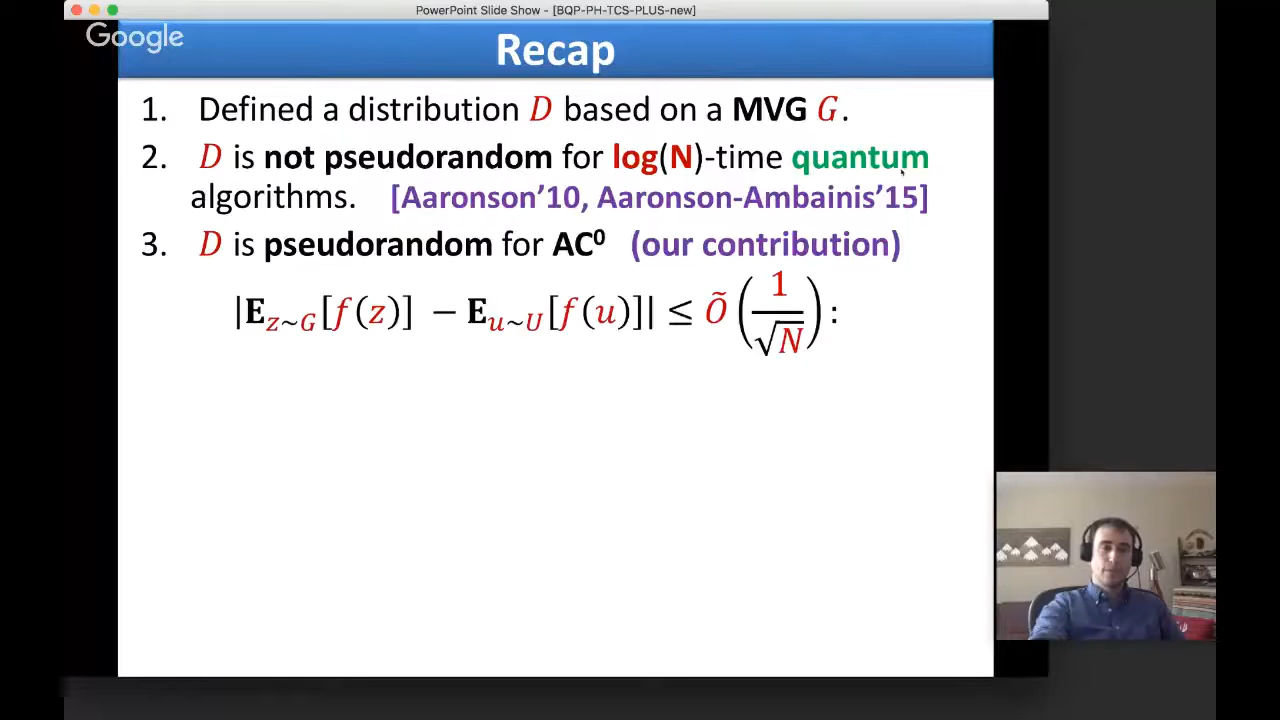 PowerPoint Slide Show - [BQP-PH-TCS-PLUS-new]
Google
Recap
1. Defined a distribution D based on a MVG G.
2. D is not pseudorandom for log(N)-time quantum
algorithms. [Aaronson’10, Aaronson-Ambainis’15]
3. D is pseudorandom for AC⁰ (our contribution)
|E_{z~G}[f(z)] − E_{u~U}[f(u)]| ≤ Õ(1/√N):